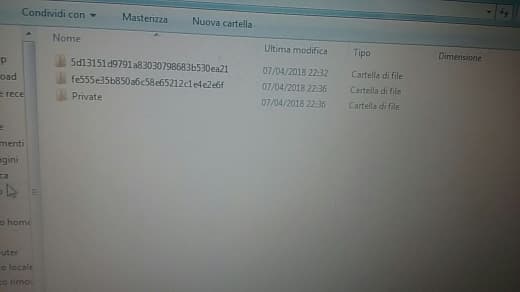 Condividi con Masterizza Nuova cartella
Nome Ultima modifica Tipo Dimensione
5d13151d9791a83030798683b530ea21 07/04/2018 22:32 Cartella di file
fe555e35b850a6c58e65212c1e4e2e6f 07/04/2018 22:36 Cartella di file
Private 07/04/2018 22:36 Cartella di file